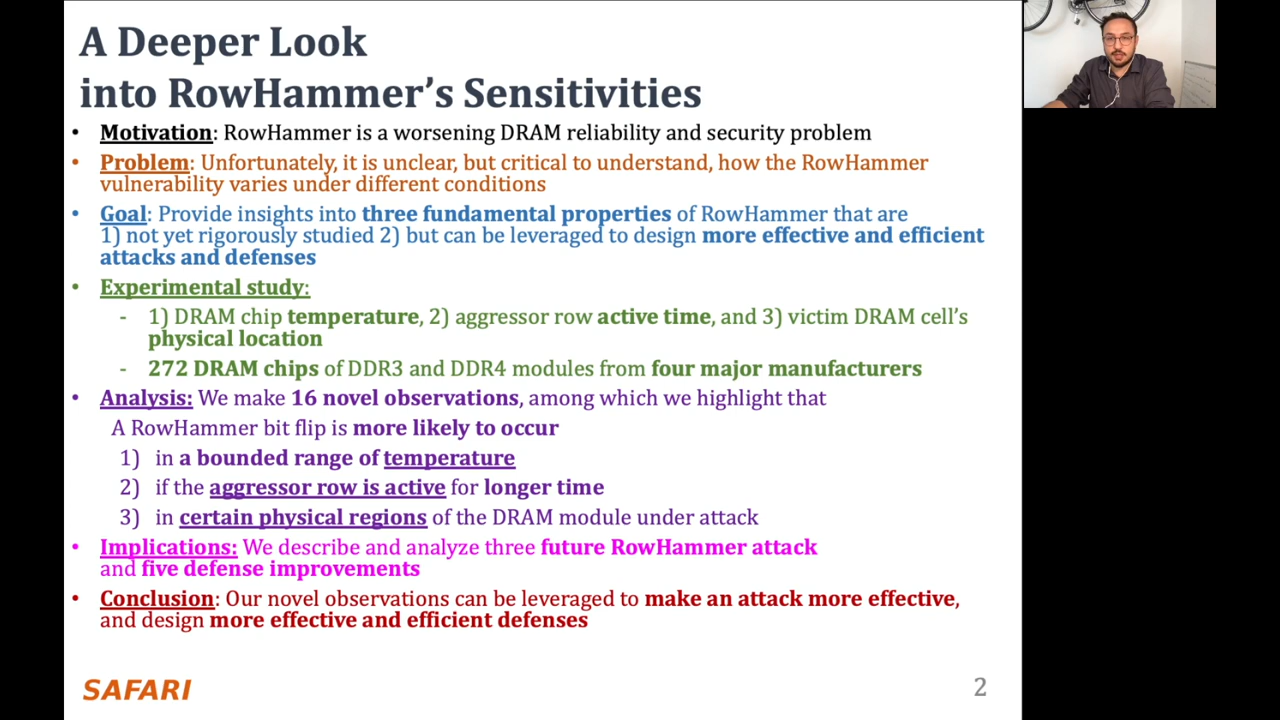 A Deeper Look
into RowHammer's Sensitivities
• Motivation: RowHammer is a worsening DRAM reliability and security problem
• Problem: Unfortunately, it is unclear, but critical to understand, how the RowHammer
vulnerability varies under different conditions
• Goal: Provide insights into three fundamental properties of RowHammer that are
1) not yet rigorously studied 2) but can be leveraged to design more effective and efficient
attacks and defenses
• Experimental study:
- 1) DRAM chip temperature, 2) aggressor row active time, and 3) victim DRAM cell's
physical location
- 272 DRAM chips of DDR3 and DDR4 modules from four major manufacturers
• Analysis: We make 16 novel observations, among which we highlight that
A RowHammer bit flip is more likely to occur
1) in a bounded range of temperature
2) if the aggressor row is active for longer time
3) in certain physical regions of the DRAM module under attack
• Implications: We describe and analyze three future RowHammer attack
and five defense improvements
• Conclusion: Our novel observations can be leveraged to make an attack more effective,
and design more effective and efficient defenses
SAFARI
2